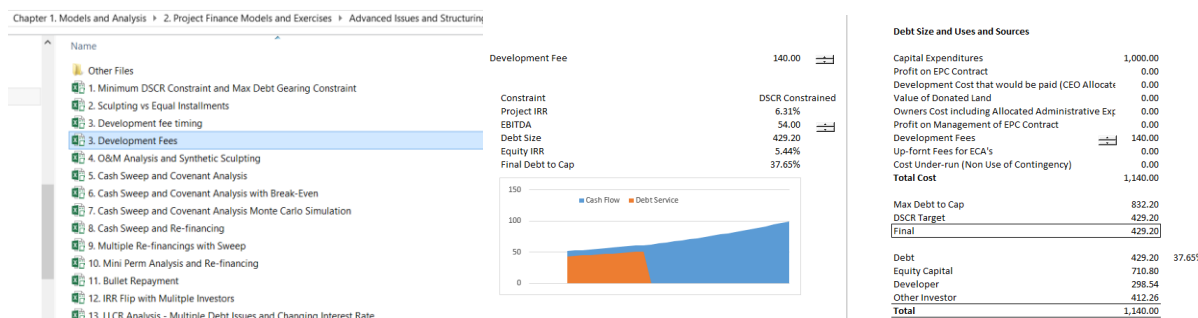 Chapter 1. Models and Analysis › 2. Project Finance Models and Exercises › Advanced Issues and Structuring
Name
Other Files
1. Minimum DSCR Constraint and Max Debt Gearing Constraint
2. Sculpting vs Equal Installments
3. Development fee timing
3. Development Fees
4. O&M Analysis and Synthetic Sculpting
5. Cash Sweep and Covenant Analysis
6. Cash Sweep and Covenant Analysis with Break-Even
7. Cash Sweep and Covenant Analysis Monte Carlo Simulation
8. Cash Sweep and Re-financing
9. Multiple Re-financings with Sweep
10. Mini Perm Analysis and Re-financing
11. Bullet Repayment
12. IRR Flip with Mulitple Investors
13. LLCR Analysis - Multiple Debt Issues and Changing Interest Rate
Development Fee 140.00
Constraint DSCR Constrained
Project IRR 6.31%
EBITDA 54.00
Debt Size 429.20
Equity IRR 5.44%
Final Debt to Cap 37.65%
150
Cash Flow Debt Service
100
50
0
Debt Size and Uses and Sources
Capital Expenditures 1,000.00
Profit on EPC Contract 0.00
Development Cost that would be paid (CEO Allocate 0.00
Value of Donated Land 0.00
Owners Cost including Allocated Administrative Exp 0.00
Profit on Management of EPC Contract 0.00
Development Fees 140.00
Up-fornt Fees for ECA's 0.00
Cost Under-run (Non Use of Contingency) 0.00
Total Cost 1,140.00
Max Debt to Cap 832.20
DSCR Target 429.20
Final 429.20
Debt 429.20 37.65%
Equity Capital 710.80
Developer 298.54
Other Investor 412.26
Total 1,140.00